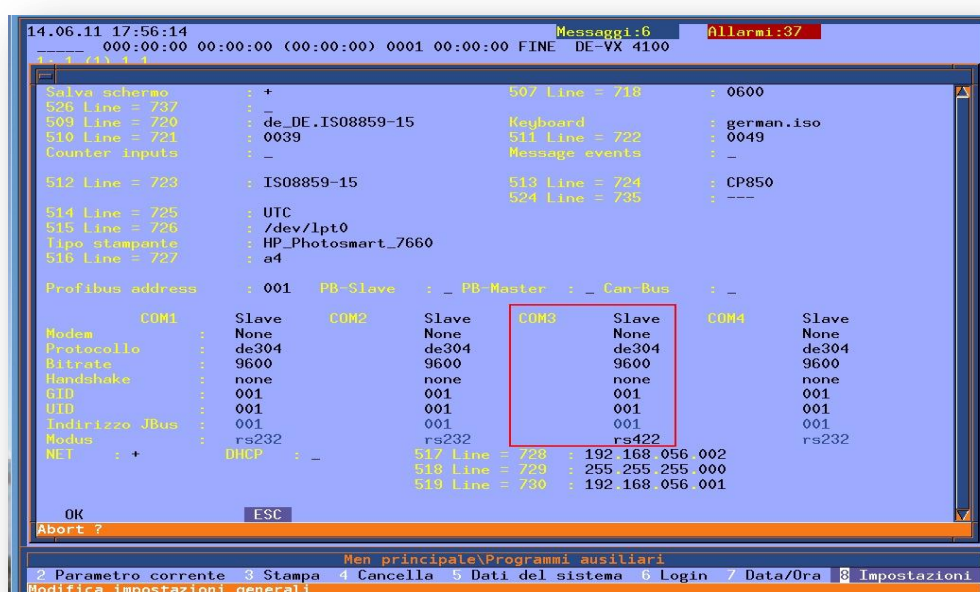 14.06.11 17:56:14 Messaggi:6 Allarmi:37
_____ 000:00:00 00:00:00 (00:00:00) 0001 00:00:00 FINE DE-VX 4100
1: 1 (1) 1 1
Salva schermo : + 507 Line = 718 : 0600
526 Line = 737 : _
509 Line = 720 : de_DE.ISO8859-15 Keyboard : german.iso
510 Line = 721 : 0039 511 Line = 722 : 0049
Counter inputs : _ Message events : _
512 Line = 723 : ISO8859-15 513 Line = 724 : CP850
524 Line = 735 : ---
514 Line = 725 : UTC
515 Line = 726 : /dev/lpt0
Tipo stampante : HP_Photosmart_7660
516 Line = 727 : a4
Profibus address : 001 PB-Slave : _ PB-Master : _ Can-Bus : _
COM1 Slave COM2 Slave COM3 Slave COM4 Slave
Modem : None None None None
Protocollo : de304 de304 de304 de304
Bitrate : 9600 9600 9600 9600
Handshake : none none none none
GID : 001 001 001 001
UID : 001 001 001 001
Indirizzo JBus : 001 001 001 001
Modus : rs232 rs232 rs422 rs232
NET : + DHCP : _ 517 Line = 728 : 192.168.056.002
518 Line = 729 : 255.255.255.000
519 Line = 730 : 192.168.056.001
OK ESC
Abort ?
Men principale\Programmi ausiliari
2 Parametro corrente 3 Stampa 4 Cancella 5 Dati del sistema 6 Login 7 Data/Ora 8 Impostazioni
Modifica impostazioni generali